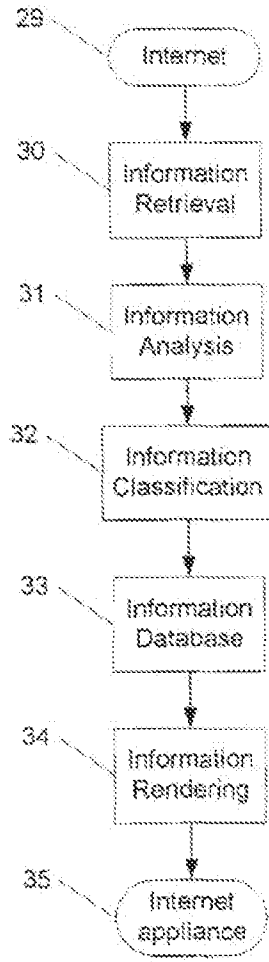 29
Internet
30
Information
Retrieval
31
Information
Analysis
32
Information
Classification
33
Information
Database
34
Information
Rendering
35
Internet
appliance